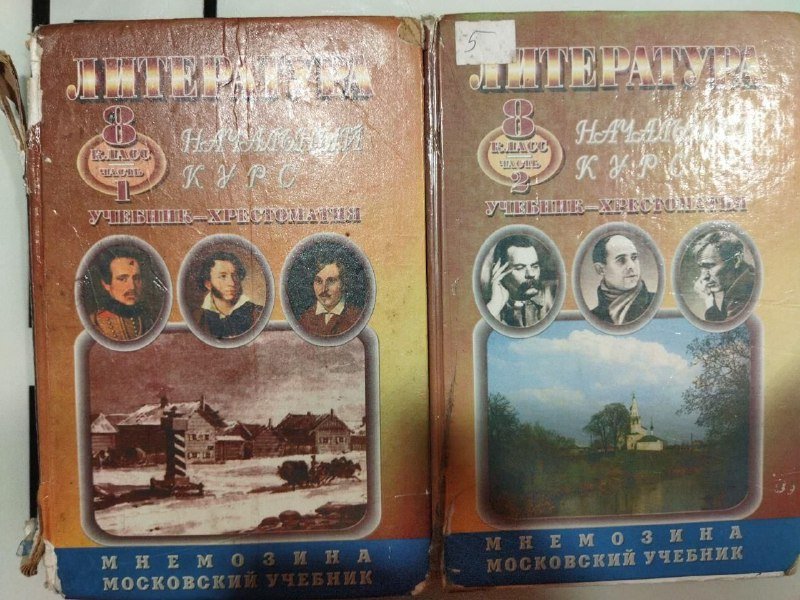 ЛИТЕРАТУРА
8
КЛАСС
ЧАСТЬ
1
НАЧАЛЬНЫЙ
КУРС
УЧЕБНИК–ХРЕСТОМАТИЯ
МНЕМОЗИНА
МОСКОВСКИЙ УЧЕБНИК
5
ЛИТЕРАТУРА
8
КЛАСС
ЧАСТЬ
2
НАЧАЛЬНЫЙ
КУРС
УЧЕБНИК–ХРЕСТОМАТИЯ
МНЕМОЗИНА
МОСКОВСКИЙ УЧЕБНИК